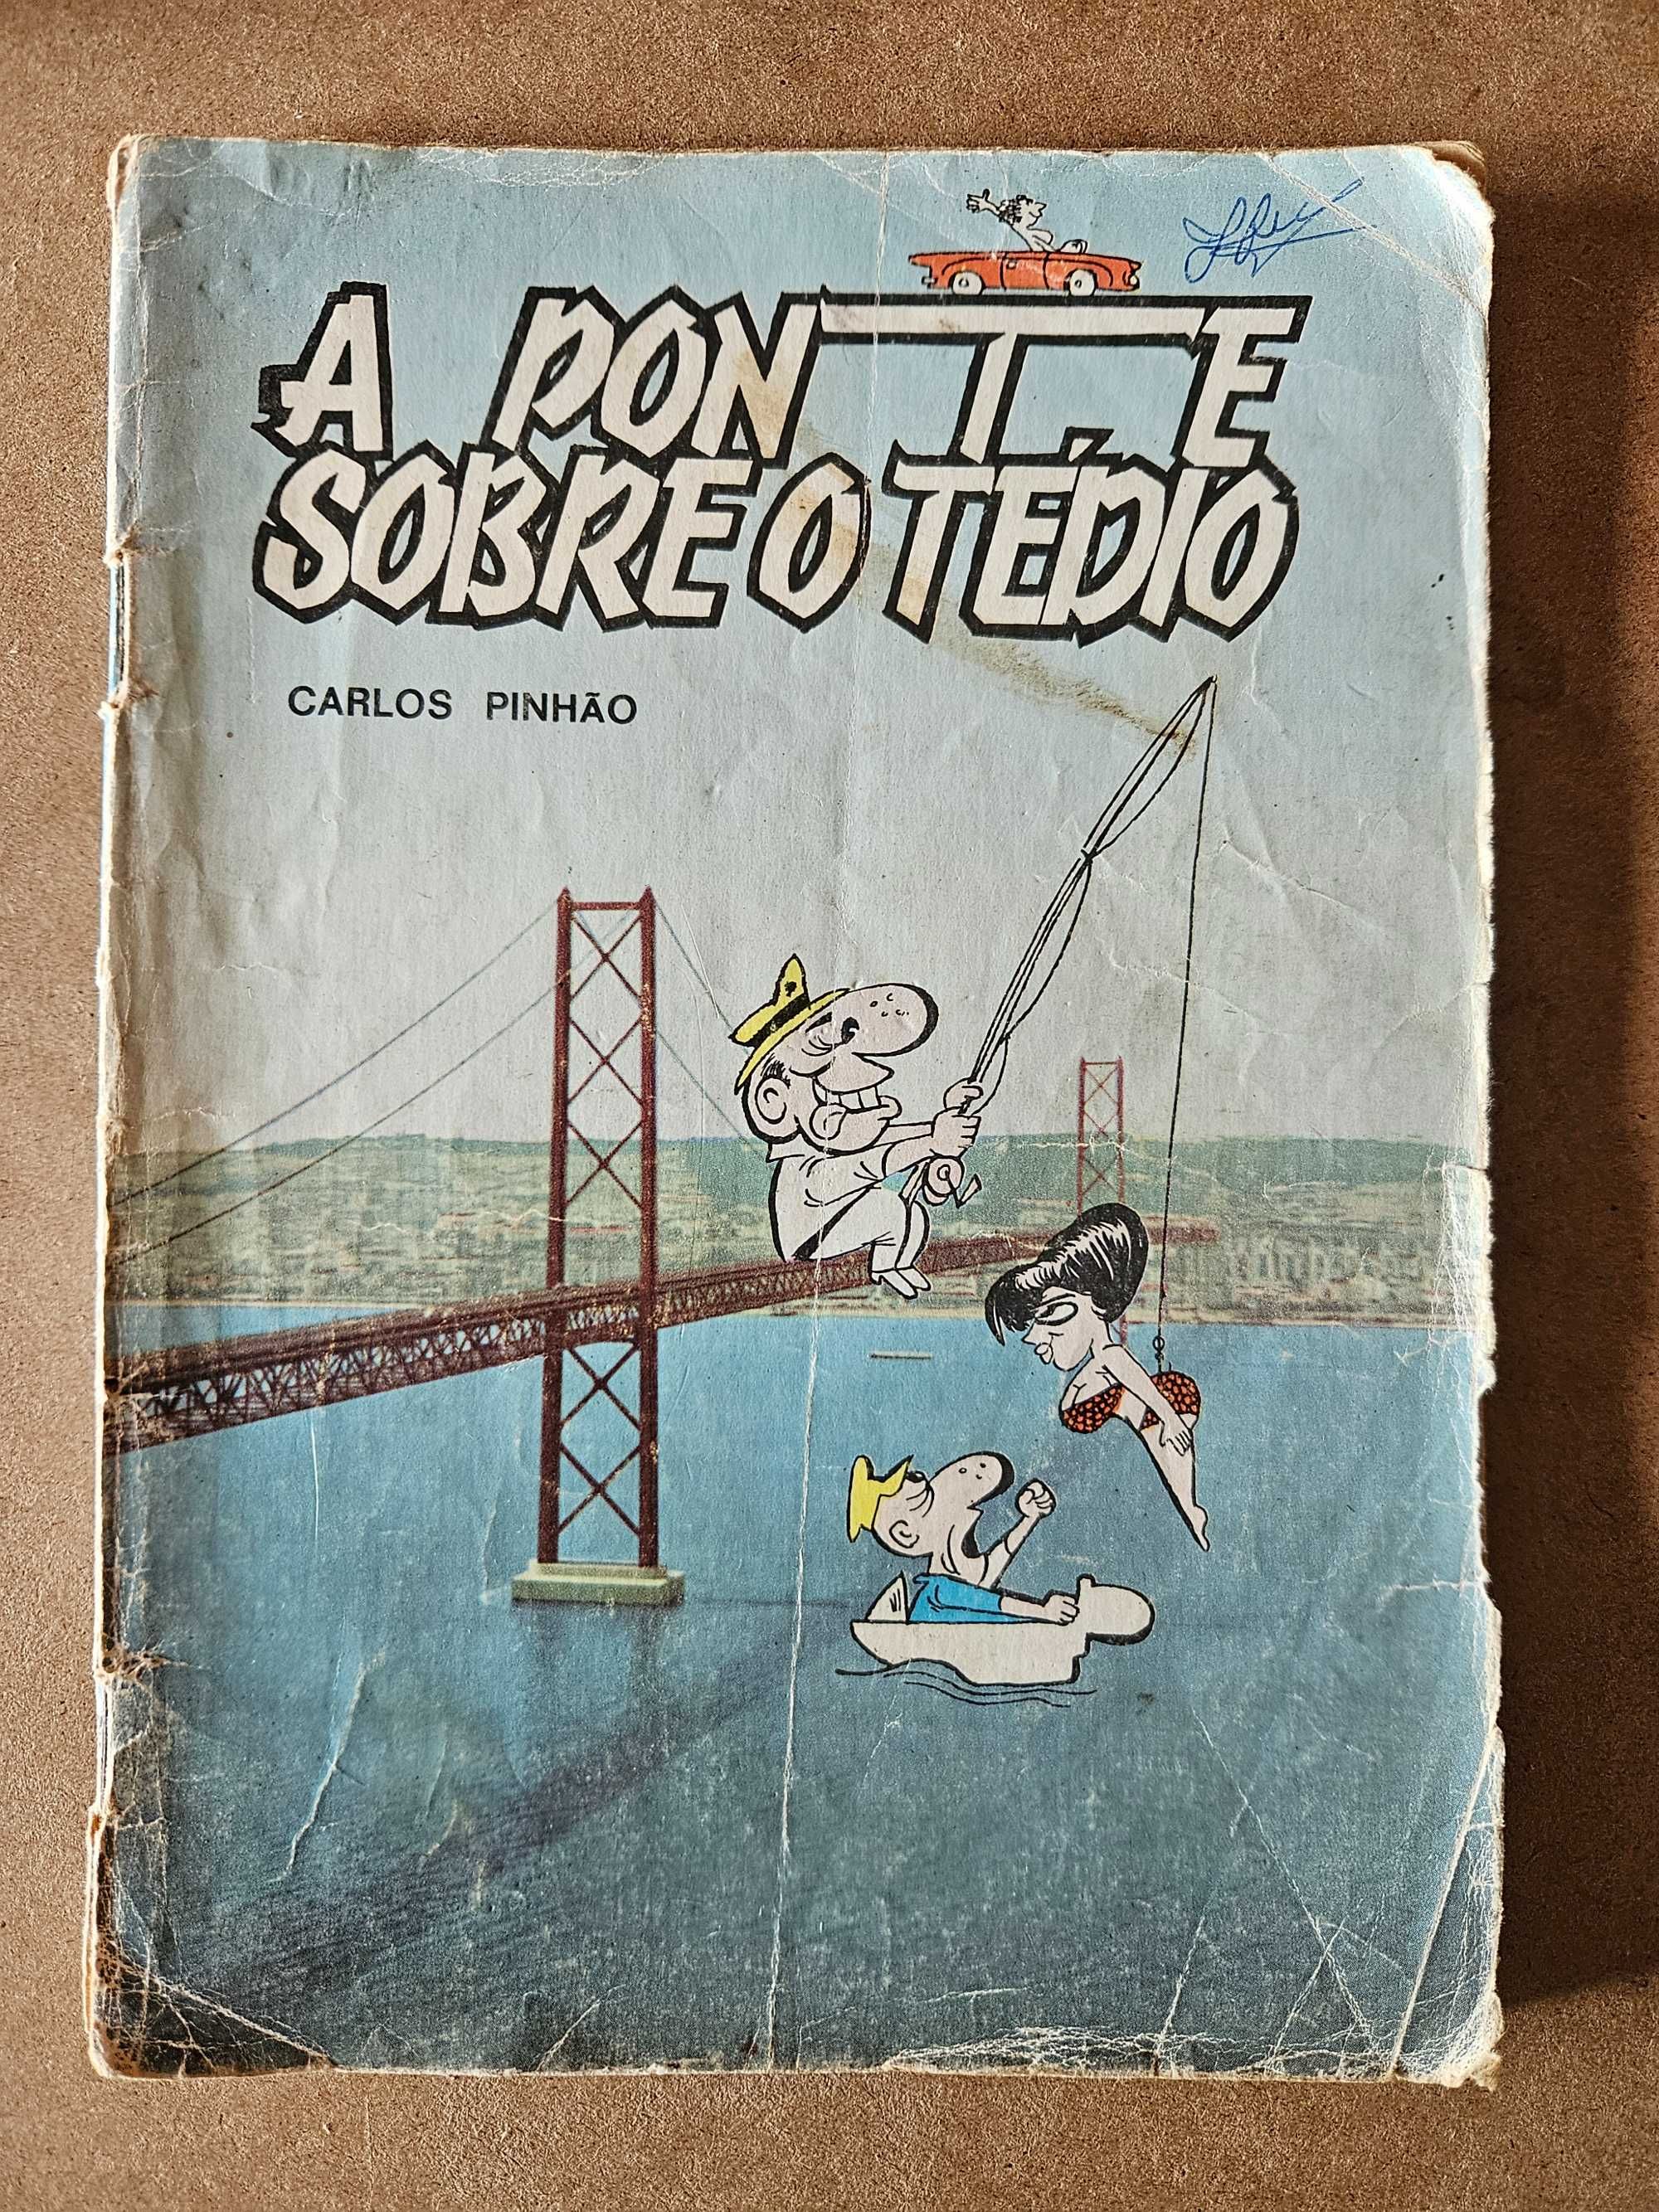 A PONTE
SOBRE O TÉDIO
CARLOS PINHÃO